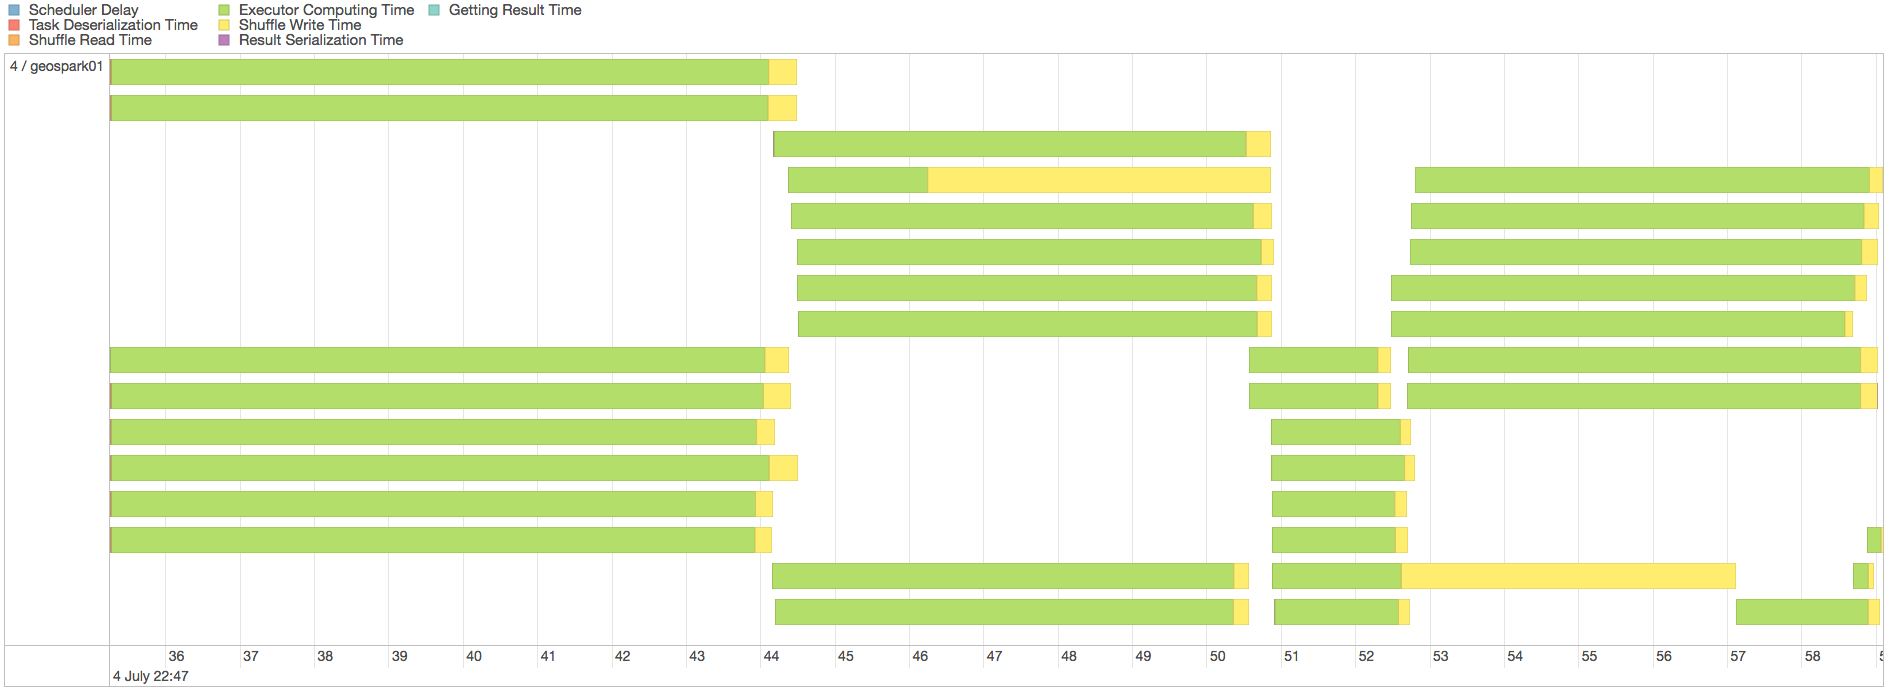 Scheduler Delay
Executor Computing Time
Getting Result Time
Task Deserialization Time
Shuffle Write Time
Shuffle Read Time
Result Serialization Time
4 / geospark01
36 37 38 39 40 41 42 43 44 45 46 47 48 49 50 51 52 53 54 55 56 57 58
4 July 22:47